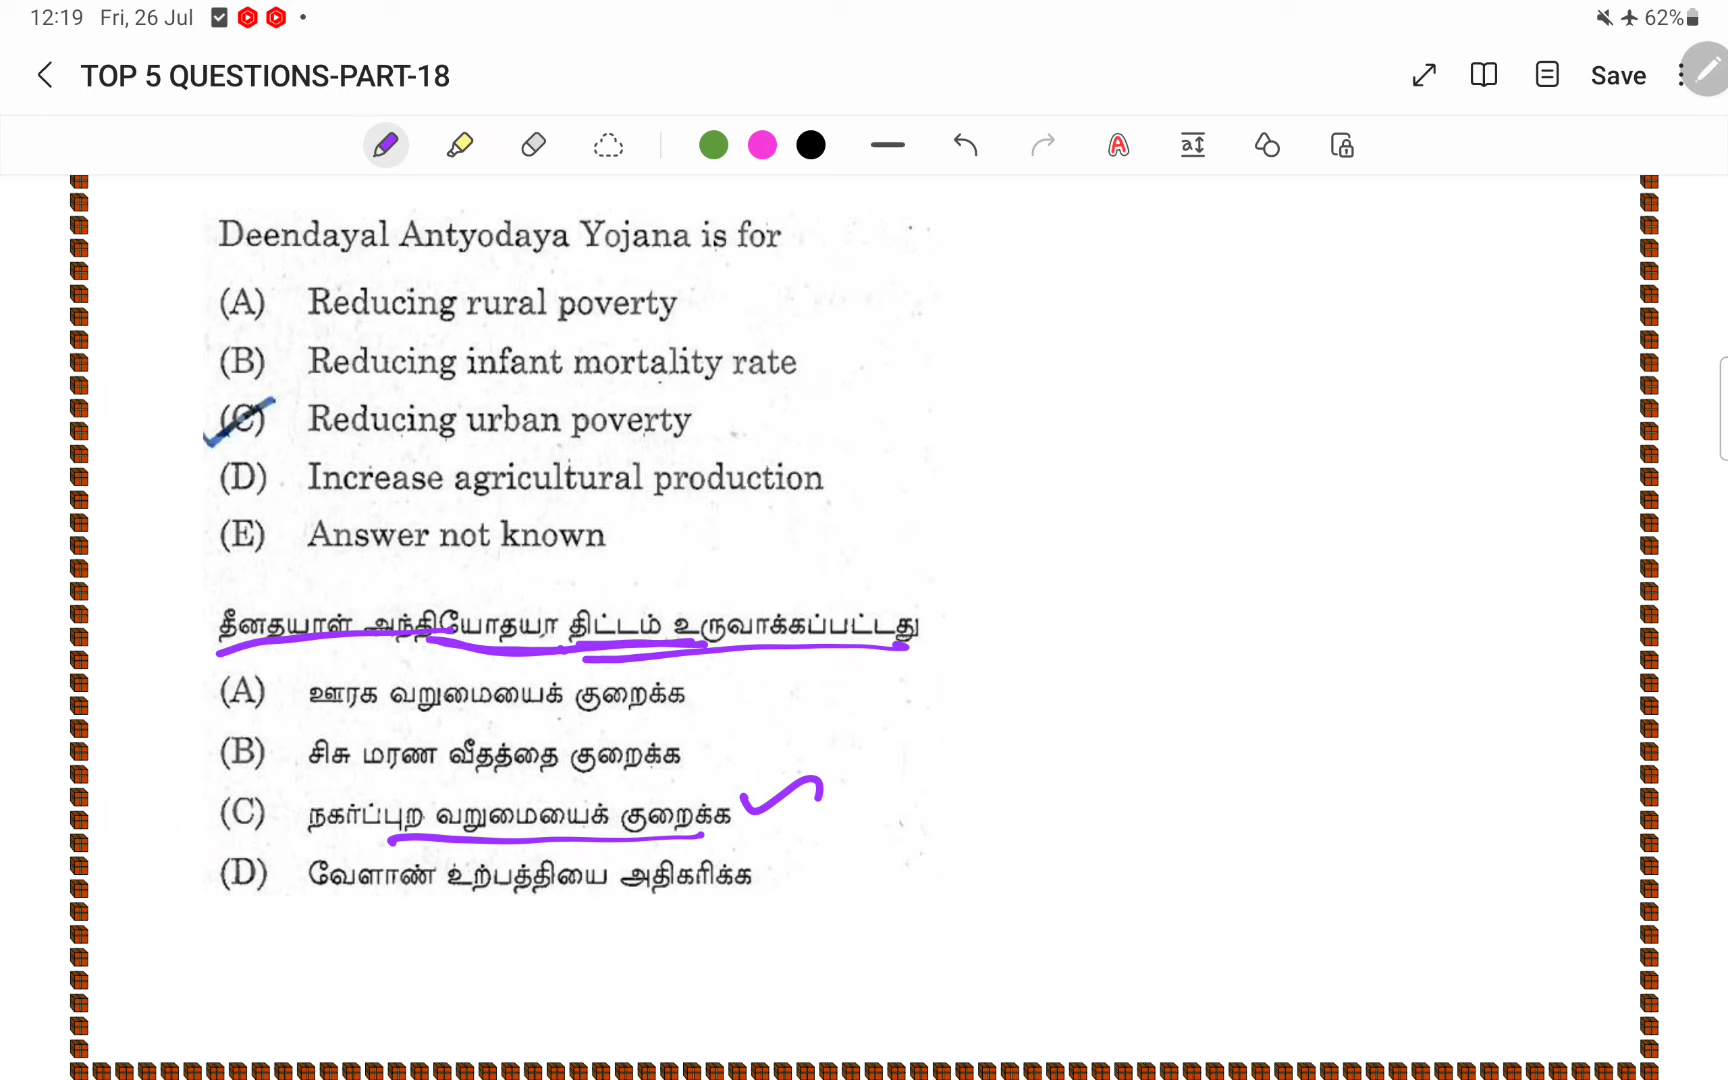 12:19 Fri, 26 Jul
62%
TOP 5 QUESTIONS-PART-18
Save
Deendayal Antyodaya Yojana is for
(A) Reducing rural poverty
(B) Reducing infant mortality rate
(C) Reducing urban poverty
(D) Increase agricultural production
(E) Answer not known
தீனதயாள் அந்தியோதயா திட்டம் உருவாக்கப்பட்டது
(A) ஊரக வறுமையைக் குறைக்க
(B) சிசு மரண வீதத்தை குறைக்க
(C) நகர்ப்புற வறுமையைக் குறைக்க
(D) வேளாண் உற்பத்தியை அதிகரிக்க